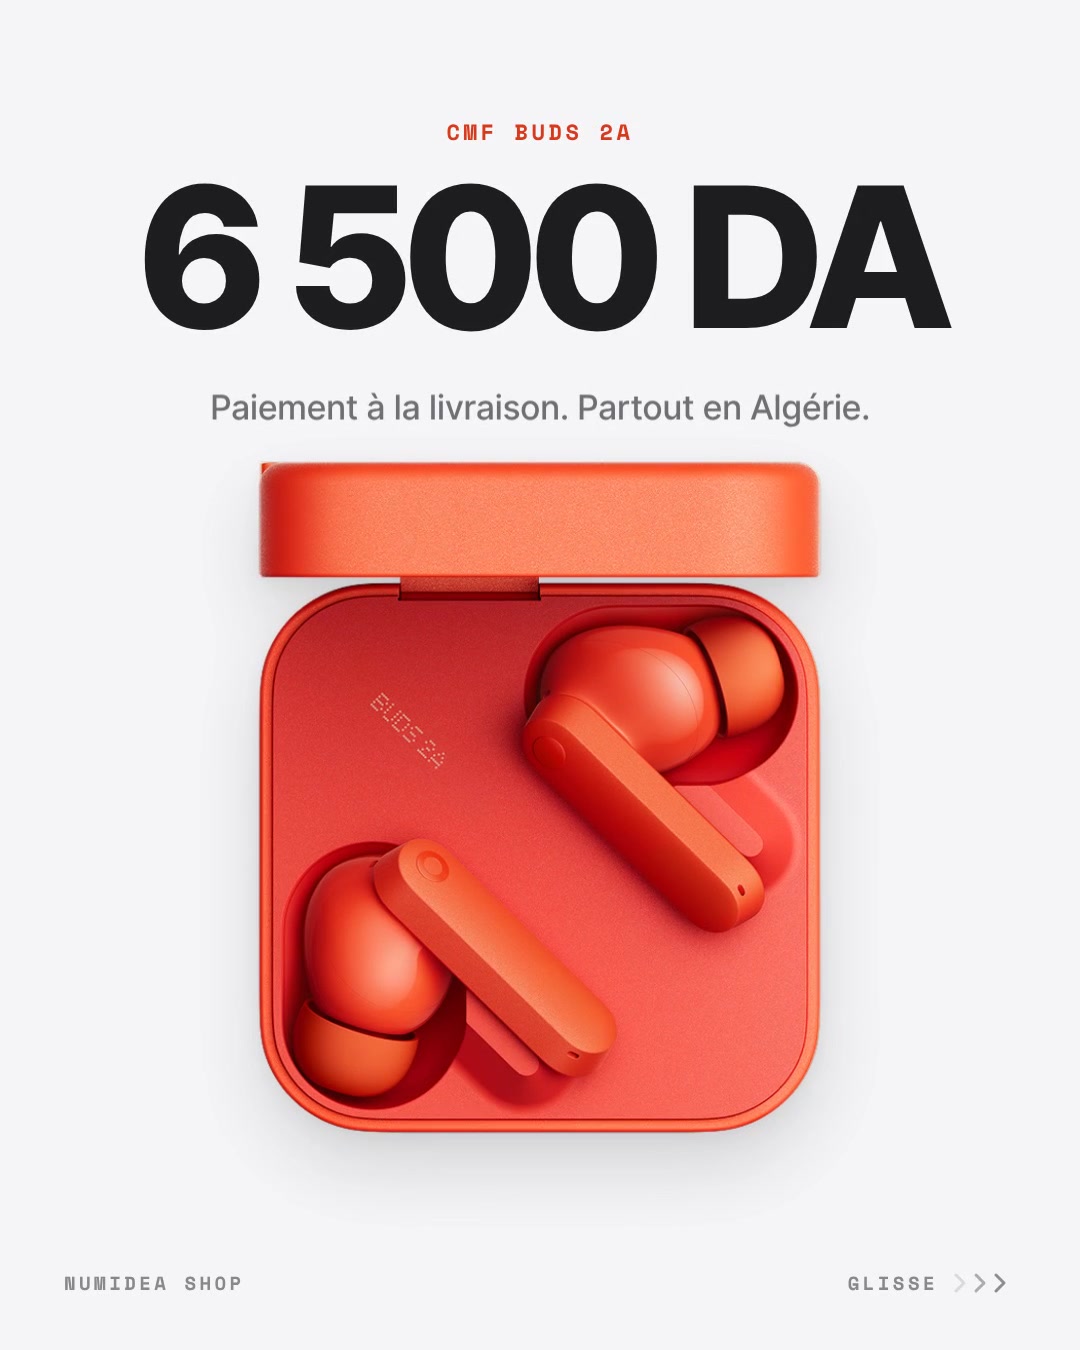 CMF BUDS 2A
6 500 DA
Paiement à la livraison. Partout en Algérie.
BUDS 2A
NUMIDEA SHOP
GLISSE